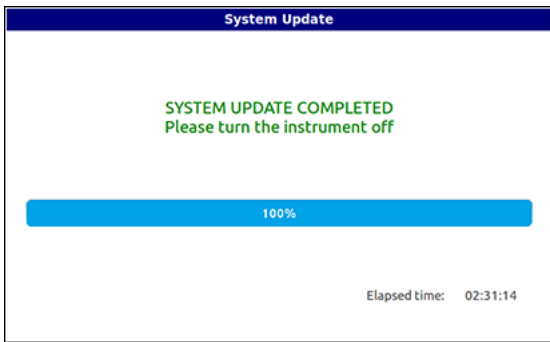 System Update
SYSTEM UPDATE COMPLETED
Please turn the instrument off
100%
Elapsed time: 02:31:14